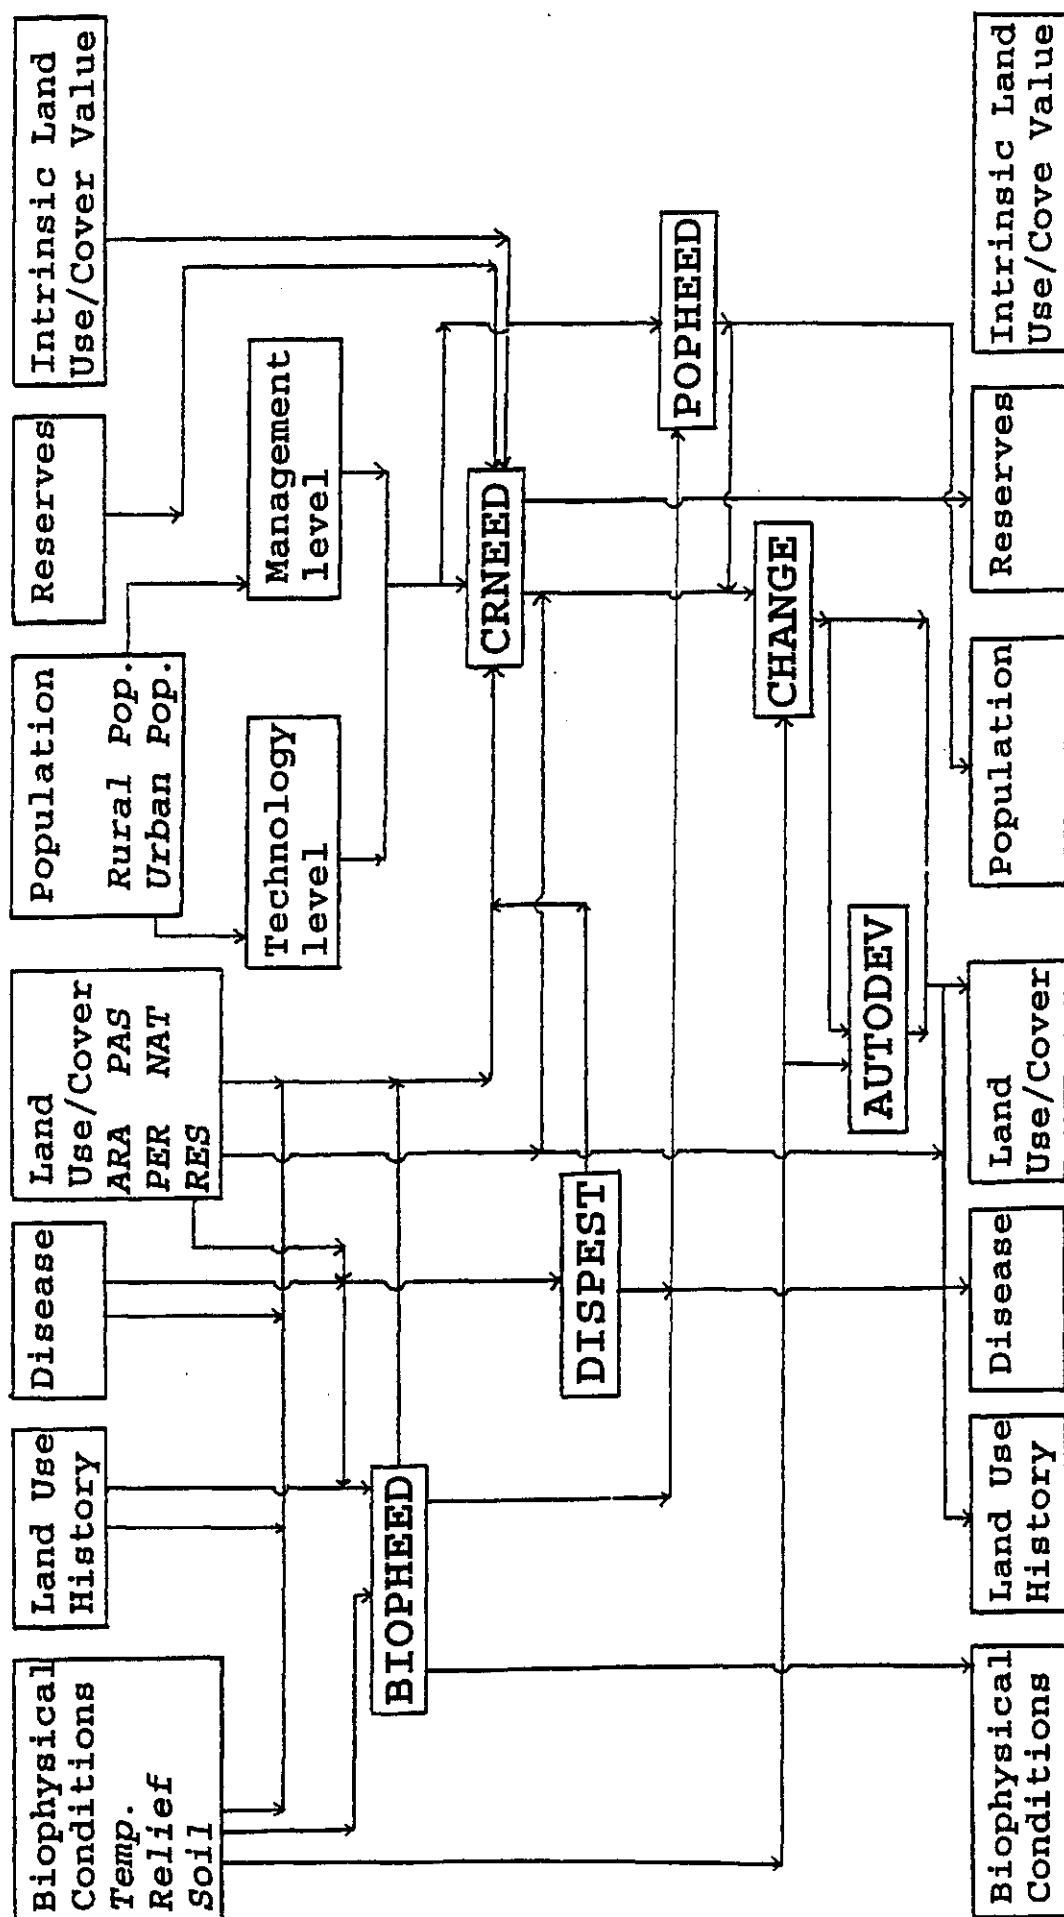 Biophysical
Conditions
Temp.
Relief
Soil
Land Use
History
Disease
Land
Use/Cover
ARA PAS
PER NAT
RES
Population
Rural Pop.
Urban Pop.
Reserves
Intrinsic Land
Use/Cover Value
Technology
level
Management
level
BIOPHEED
CRNEED
DISPEST
POPHEED
CHANGE
AUTODEV
Biophysical
Conditions
Land Use
History
Disease
Land
Use/Cover
Population
Reserves
Intrinsic Land
Use/Cove Value